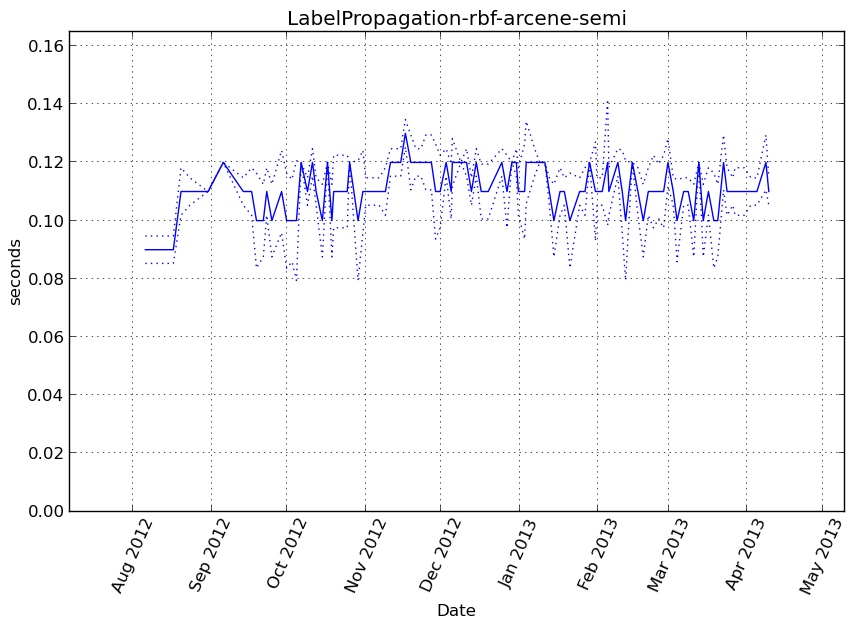 LabelPropagation-rbf-arcene-semi
0.16
0.14
0.12
0.10
0.08
0.06
0.04
0.02
0.00
seconds
Aug 2012
Sep 2012
Oct 2012
Nov 2012
Dec 2012
Jan 2013
Feb 2013
Mar 2013
Apr 2013
May 2013
Date